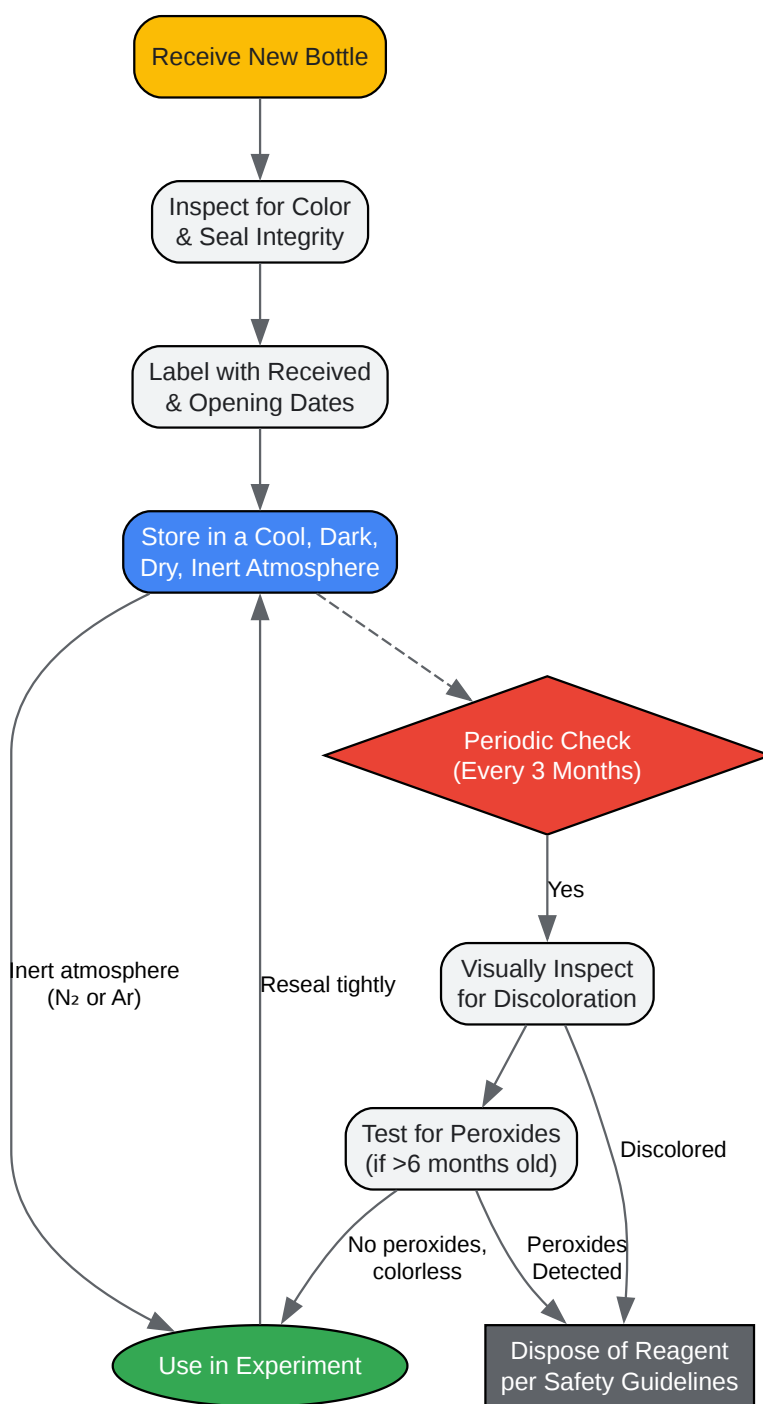 Receive New Bottle
Inspect for Color
& Seal Integrity
Label with Received
& Opening Dates
Store in a Cool, Dark,
Dry, Inert Atmosphere
Periodic Check
(Every 3 Months)
Yes
Inert atmosphere
(N₂ or Ar)
Reseal tightly
Visually Inspect
for Discoloration
Test for Peroxides
(if >6 months old)
Discolored
No peroxides,
colorless
Peroxides
Detected
Use in Experiment
Dispose of Reagent
per Safety Guidelines